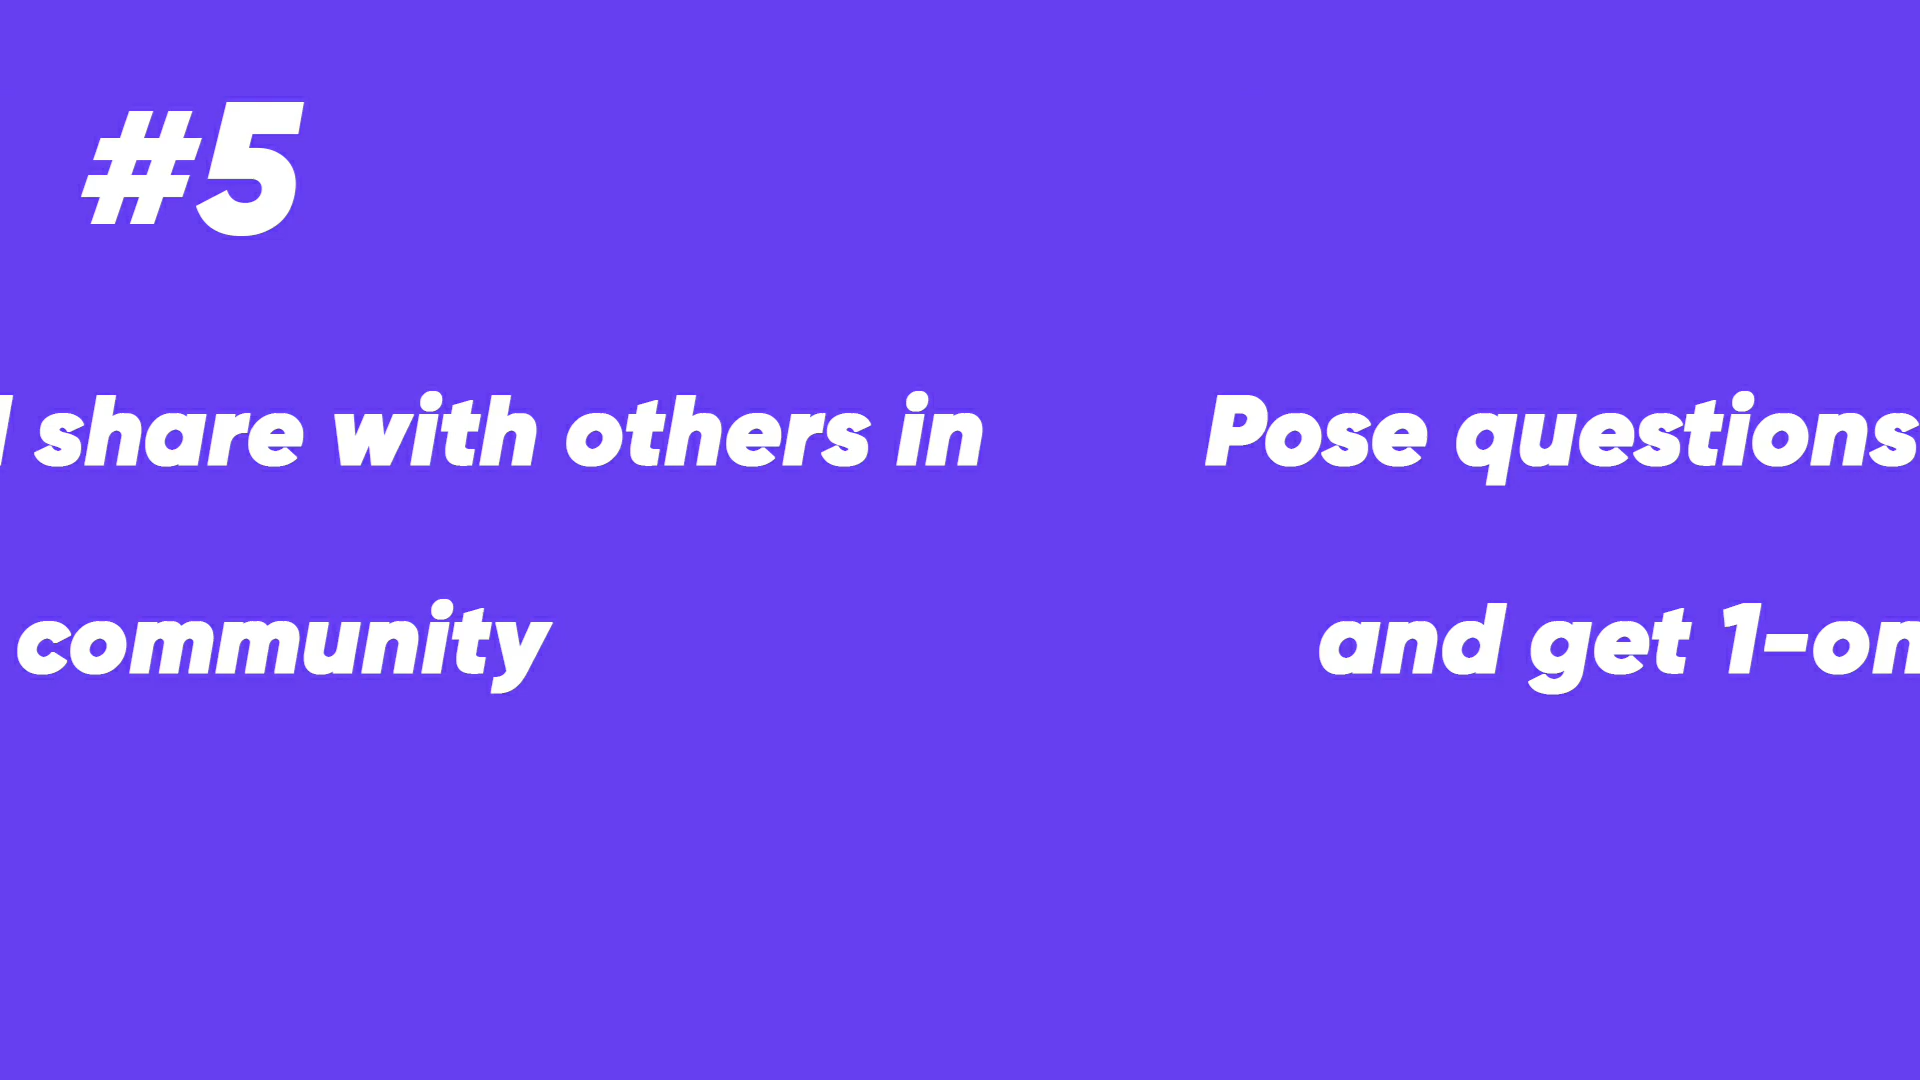 #5
share with others in
community
Pose questions
and get 1-on